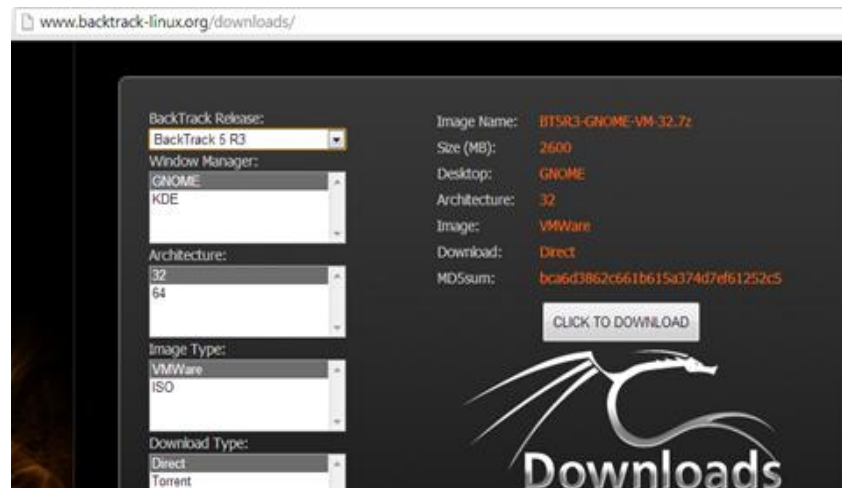 www.backtrack-linux.org/downloads/
BackTrack Release:
BackTrack 5 R3
Window Manager:
GNOME
KDE
Architecture:
32
64
Image Type:
VMWare
ISO
Download Type:
Direct
Torrent
Image Name: BT5R3-GNOME-VM-32.7z
Size (MB): 2600
Desktop: GNOME
Architecture: 32
Image: VMWare
Download: Direct
MD5sum: bca6d3862c661b615a374d7ef61252c5
CLICK TO DOWNLOAD
Downloads